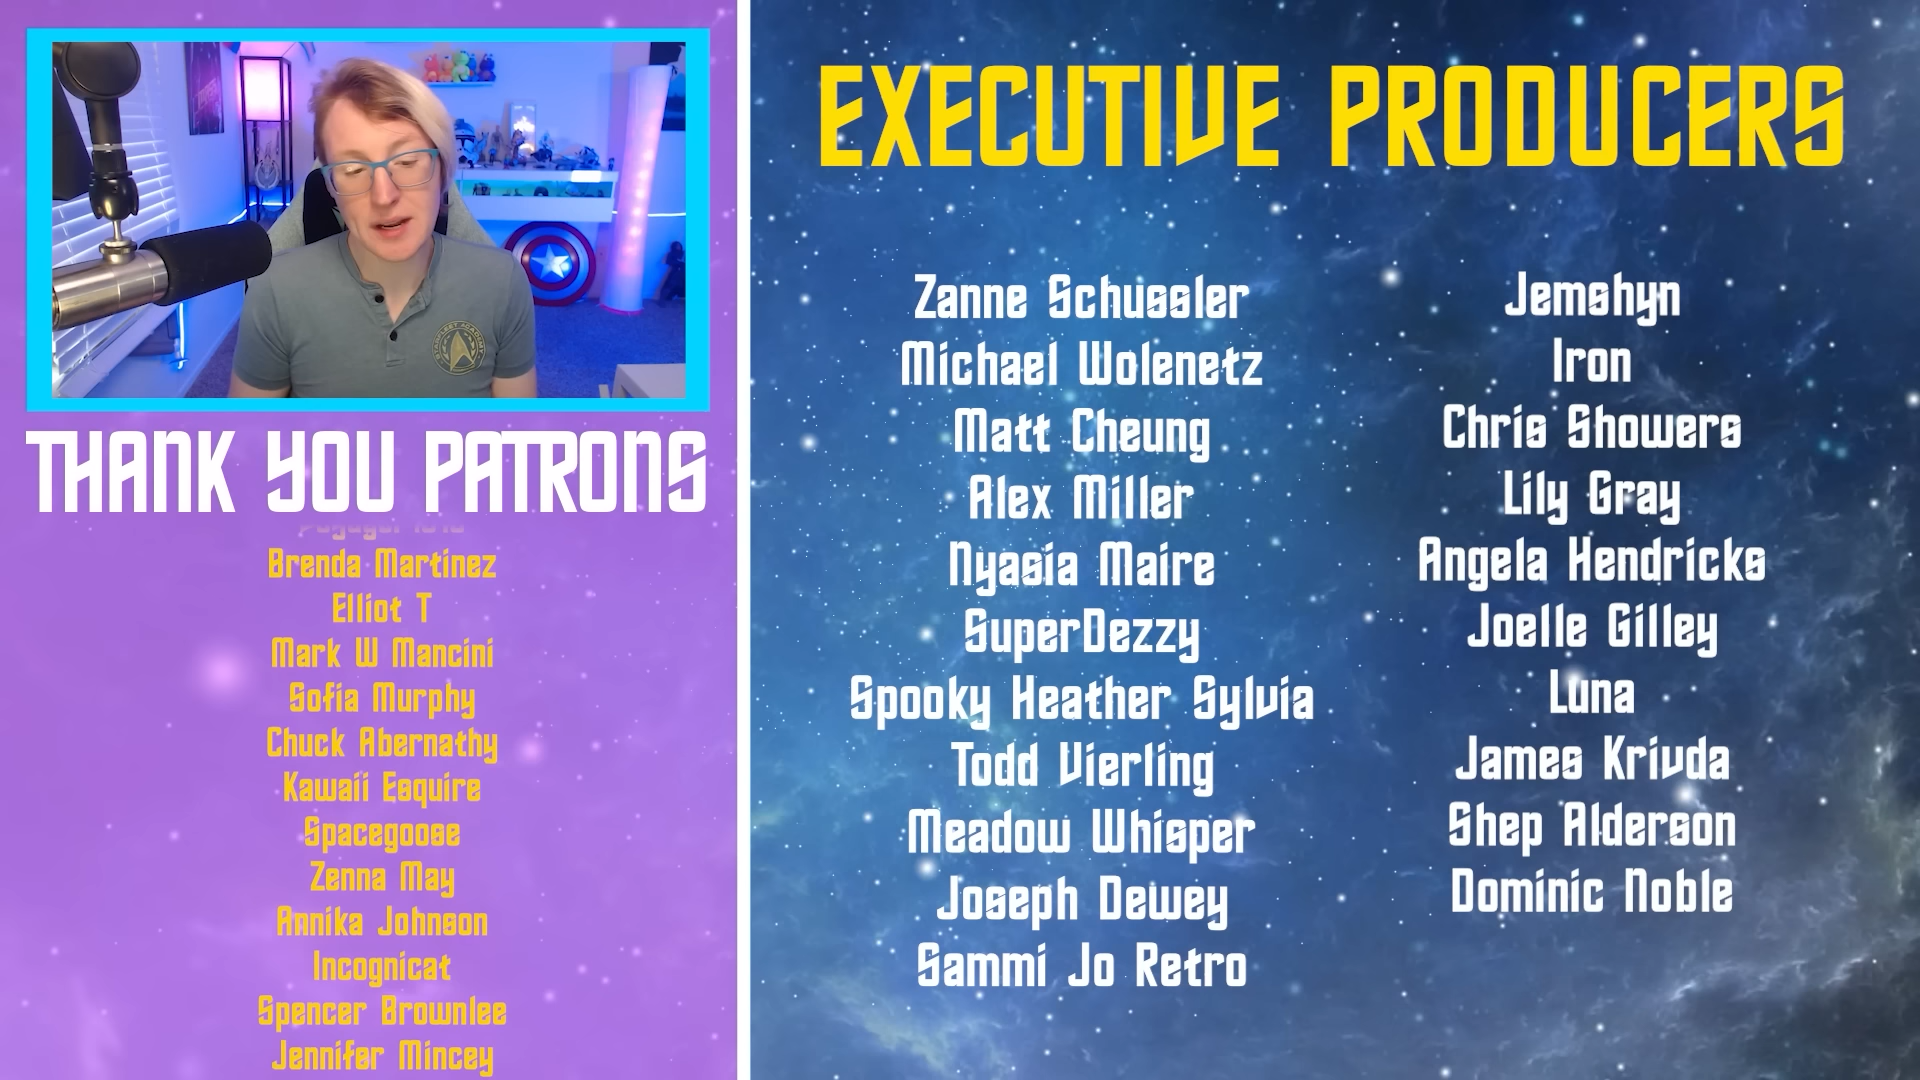 THANK YOU PATRONS
Brenda Martinez
Elliot T
Mark W Mancini
Sofia Murphy
Chuck Abernathy
Kawaii Esquire
Spacegoose
Zenna May
Annika Johnson
Incognicat
Spencer Brownlee
Jennifer Mincey
EXECUTIVE PRODUCERS
Zanne Schussler
Michael Wolenetz
Matt Cheung
Alex Miller
Nyasia Maire
SuperDezzy
Spooky Heather Sylvia
Todd Vierling
Meadow Whisper
Joseph Dewey
Sammi Jo Retro
Jemshyn
Iron
Chris Showers
Lily Gray
Angela Hendricks
Joelle Gilley
Luna
James Krivda
Shep Alderson
Dominic Noble